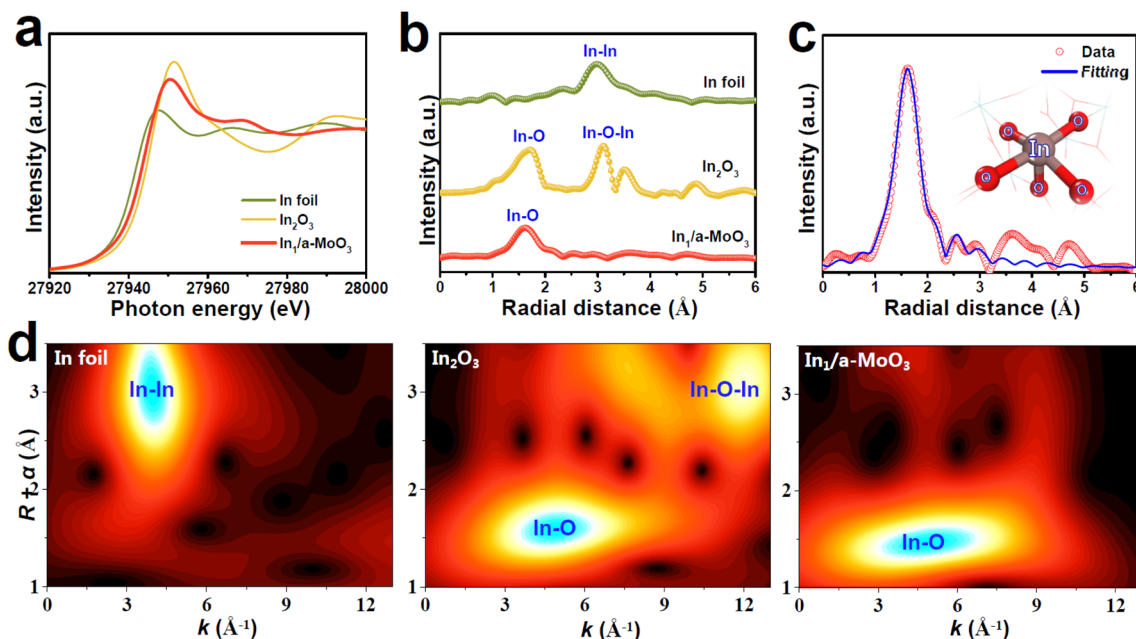 a
Intensity (a.u.)
In foil
In₂O₃
In₁/a-MoO₃
27920 27940 27960 27980 28000
Photon energy (eV)
b
Intensity (a.u.)
In-In
In foil
In-O
In-O-In
In₂O₃
In-O
In₁/a-MoO₃
0 1 2 3 4 5 6
Radial distance (Å)
c
Intensity (a.u.)
Data
Fitting
In
O
O
O
O
O
0 1 2 3 4 5 6
Radial distance (Å)
d
R + α (Å)
3
2
1
In foil
In-In
0 3 6 9 12
k (Å⁻¹)
In₂O₃
In-O-In
In-O
0 3 6 9 12
k (Å⁻¹)
3
2
1
In₁/a-MoO₃
In-O
0 3 6 9 12
k (Å⁻¹)